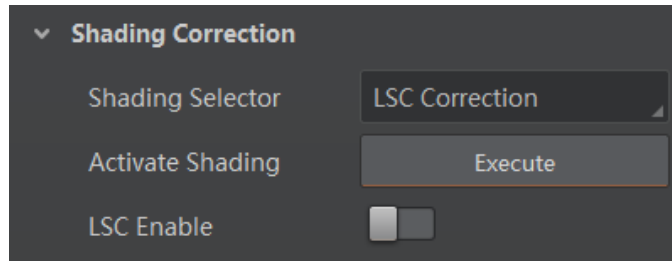 Shading Correction
Shading Selector LSC Correction
Activate Shading Execute
LSC Enable